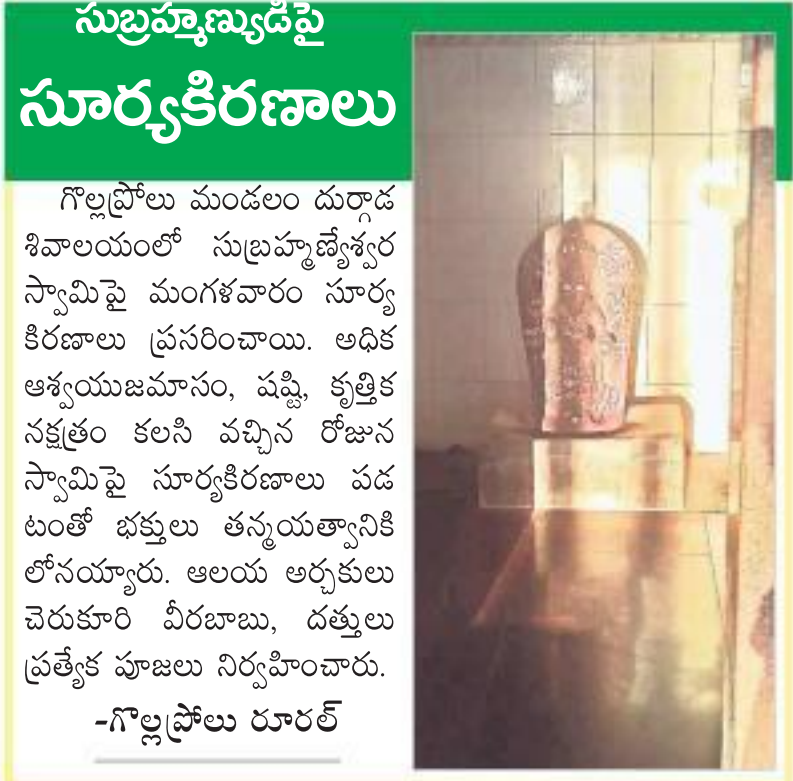 సుబ్రహ్మణ్యుడిపై
సూర్యకిరణాలు
గొల్లప్రోలు మండలం దుర్గాడ
శివాలయంలో సుబ్రహ్మణ్యేశ్వర
స్వామిపై మంగళవారం సూర్య
కిరణాలు ప్రసరించాయి. అధిక
ఆశ్వయుజమాసం, షష్టి, కృత్తిక
నక్షత్రం కలసి వచ్చిన రోజున
స్వామిపై సూర్యకిరణాలు పడ
టంతో భక్తులు తన్మయత్వానికి
లోనయ్యారు. ఆలయ అర్చకులు
చెరుకూరి వీరబాబు, దత్తులు
ప్రత్యేక పూజలు నిర్వహించారు.
-గొల్లప్రోలు రూరల్